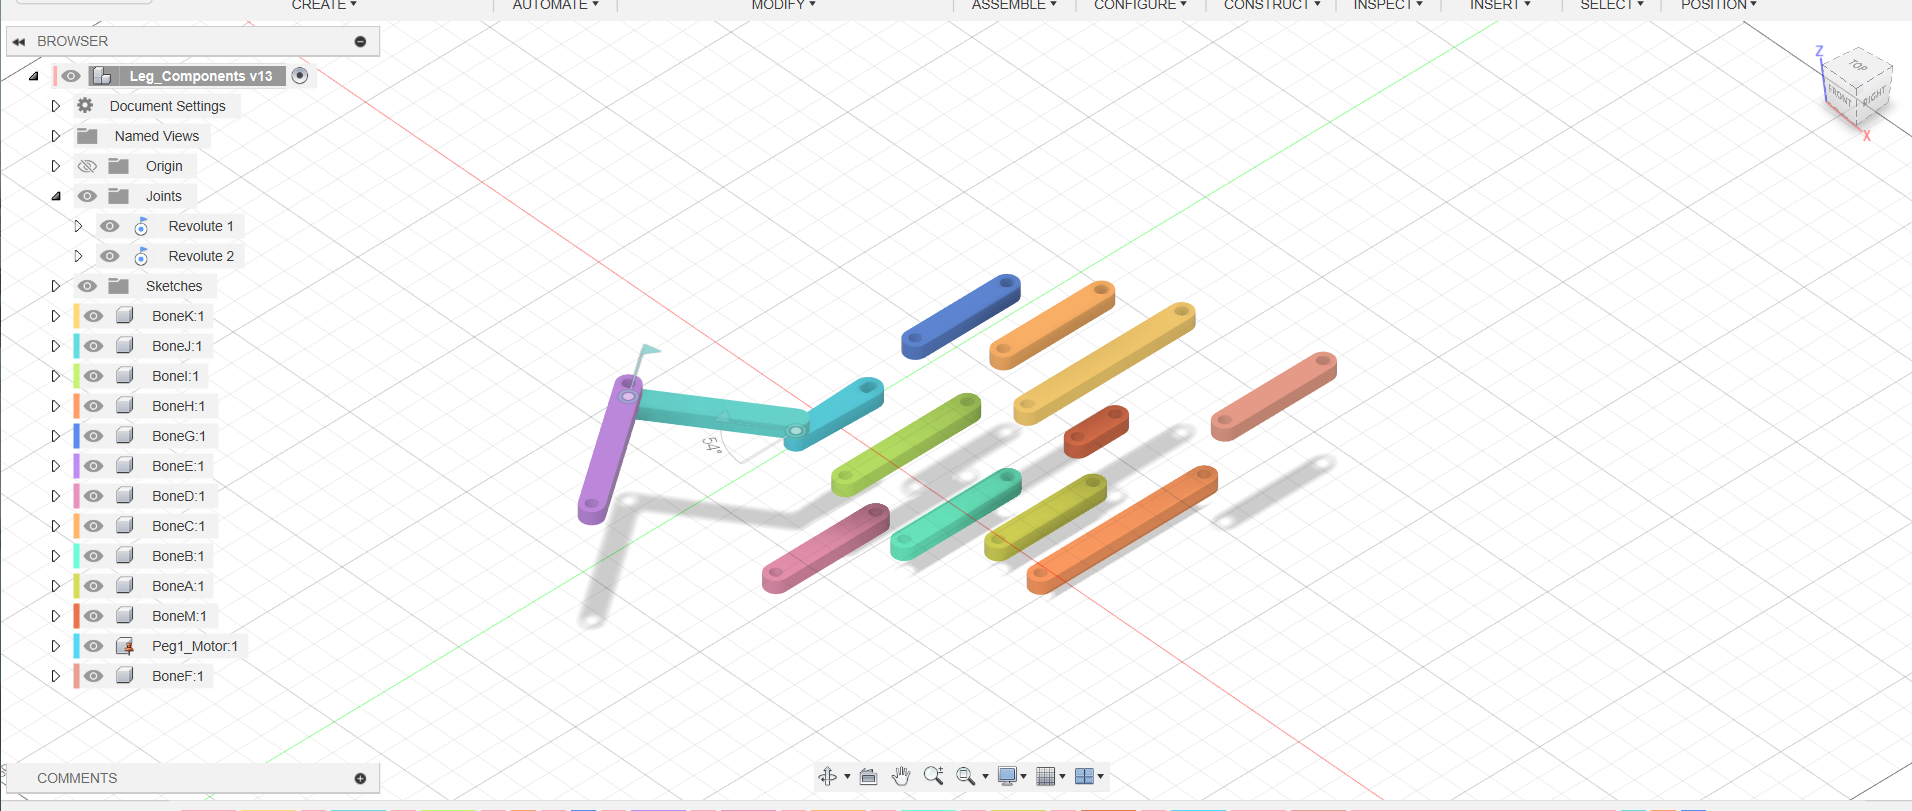 CREATE AUTOMATE MODIFY ASSEMBLE CONFIGURE CONSTRUCT INSPECT INSERT SELECT POSITION
BROWSER
Leg_Components v13
Document Settings
Named Views
Origin
Joints
Revolute 1
Revolute 2
Sketches
BoneK:1
BoneJ:1
BoneI:1
BoneH:1
BoneG:1
BoneE:1
BoneD:1
BoneC:1
BoneB:1
BoneA:1
BoneM:1
Peg1_Motor:1
BoneF:1
COMMENTS
54°
Z
TOP
FRONT
RIGHT
X